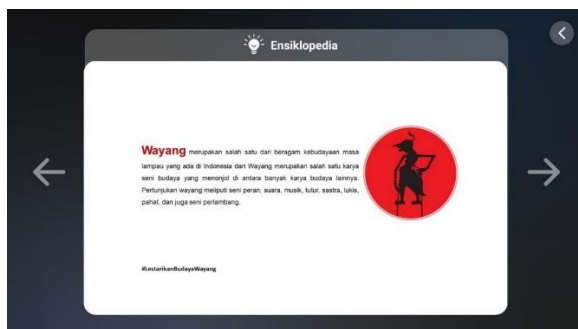 Ensiklopedia
Wayang merupakan salah satu dari beragam kebudayaan masa
lampau yang ada di Indonesia dan Wayang merupakan salah satu karya
seni budaya yang menonjol di antara banyak karya budaya lainnya.
Pertunjukan wayang meliputi seni peran, suara, musik, tutur, sastra, lukis,
pahat, dan juga seni perlambang.
#LestarikanBudayaWayang